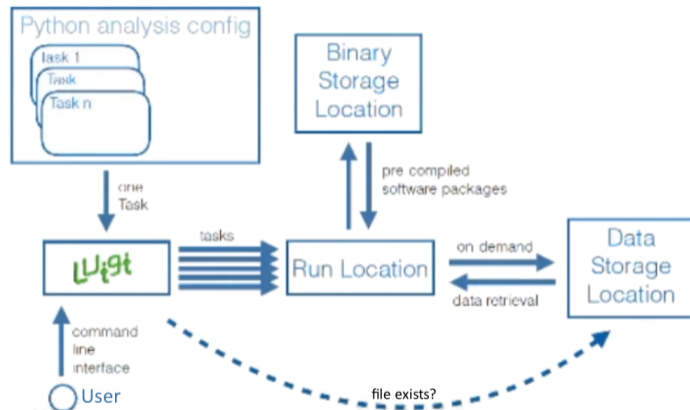 Python analysis config
Task 1
Task
Task n
one
Task
Binary
Storage
Location
pre compiled
software packages
Luigi
tasks
Run Location
on demand
data retrieval
Data
Storage
Location
command
line
interface
User
file exists?